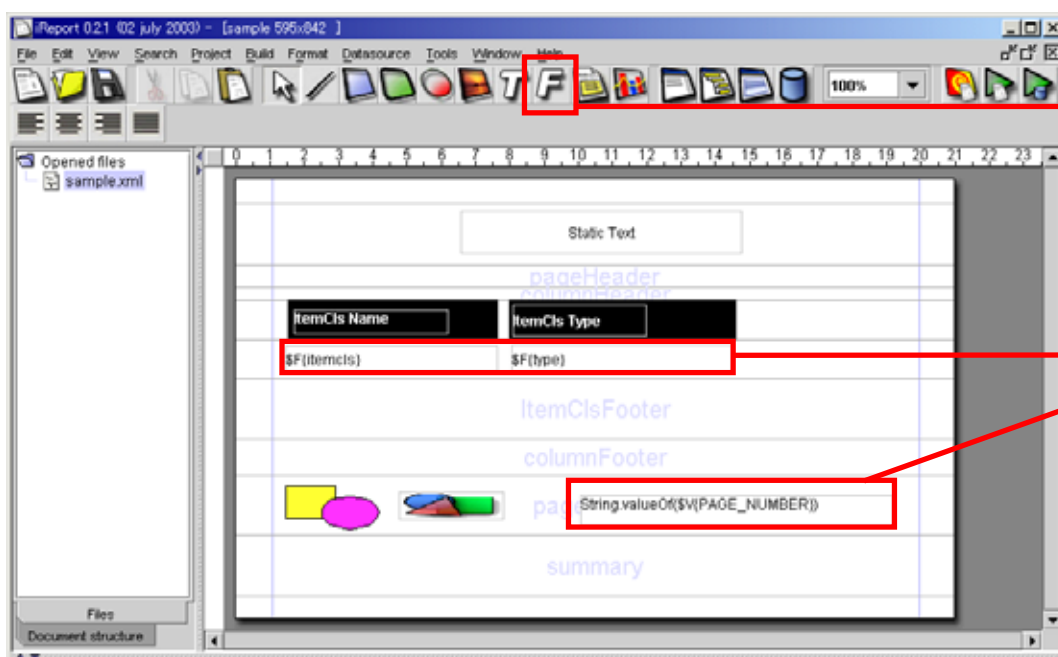 iReport 0.2.1 (02 july 2003) - [sample 595x842 ]
File Edit View Search Project Build Format Datasource Tools Window Help
T F 100%
Opened files
sample.xml
0 1 2 3 4 5 6 7 8 9 10 11 12 13 14 15 16 17 18 19 20 21 22 23
Static Text
pageHeader
columnHeader
ItemCls Name ItemCls Type
$F{itemcls} $F{type}
ItemClsFooter
columnFooter
String.valueOf($V{PAGE_NUMBER})
summary
Files
Document structure